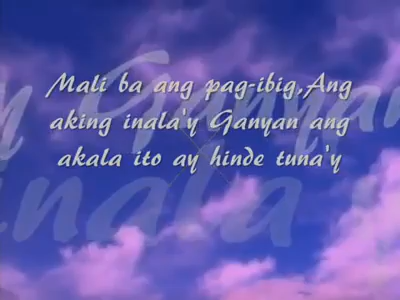 Mali ba ang pag-ibig,Ang
aking inala'y Ganyan ang
akala ito ay hinde tuna'y